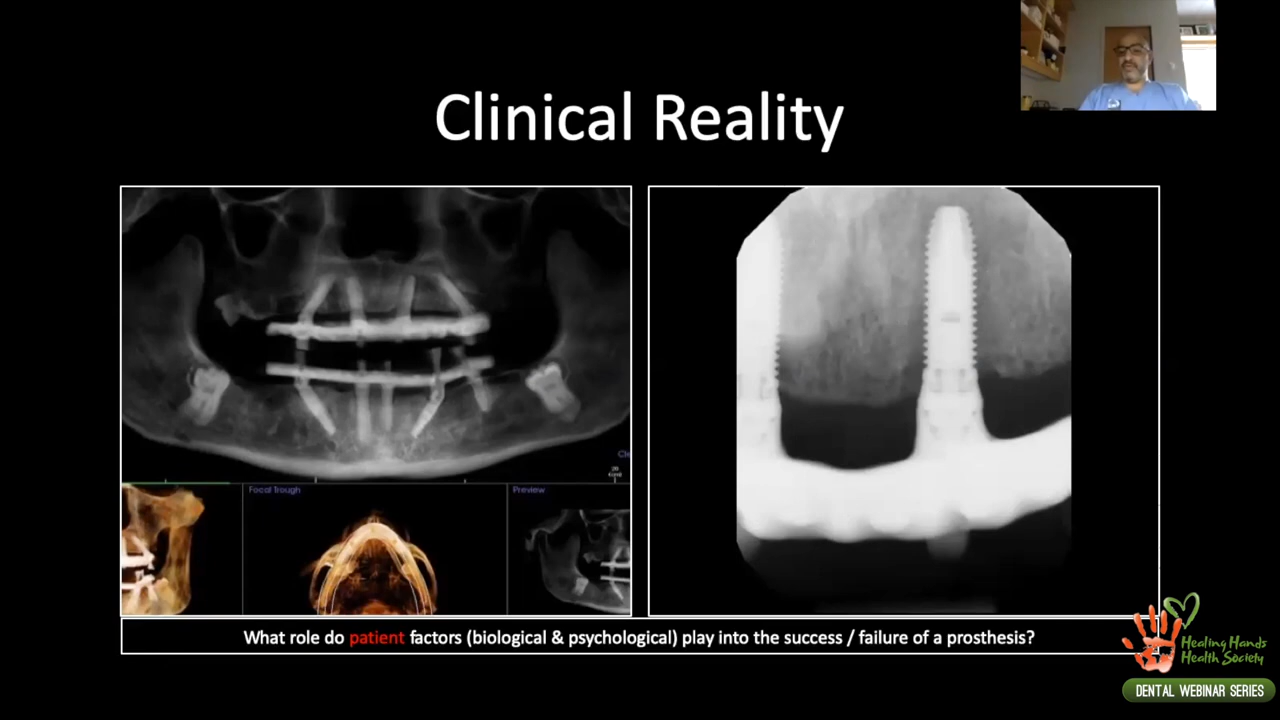 Clinical Reality
Focal Trough
Preview
What role do patient factors (biological & psychological) play into the success / failure of a prosthesis?
Healing Hands
Health Society
DENTAL WEBINAR SERIES